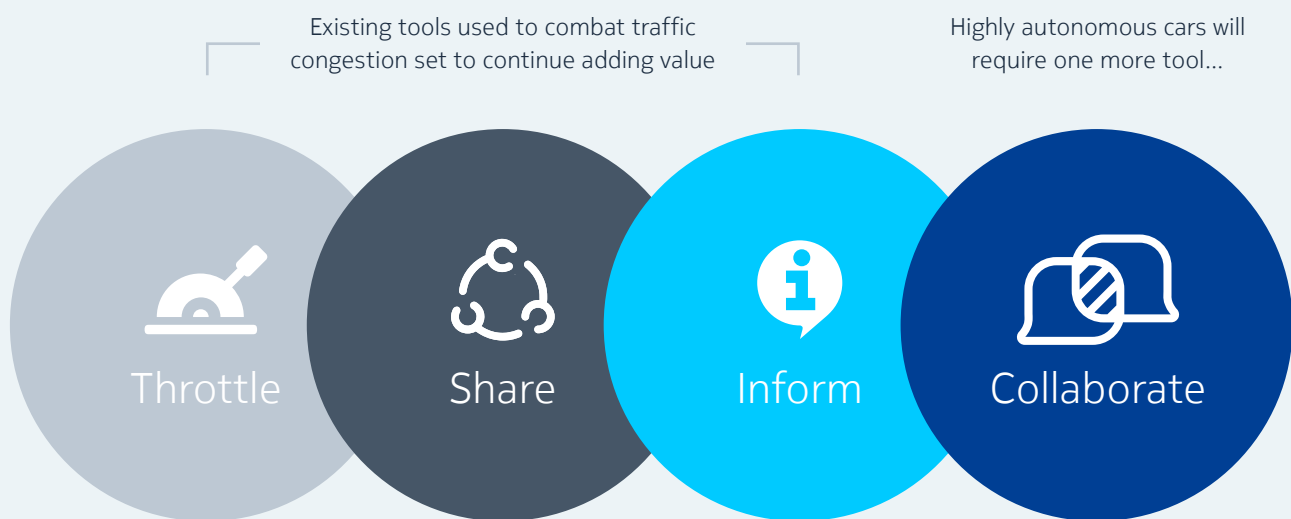 Existing tools used to combat traffic
congestion set to continue adding value
Highly autonomous cars will
require one more tool...
Throttle
Share
Inform
Collaborate